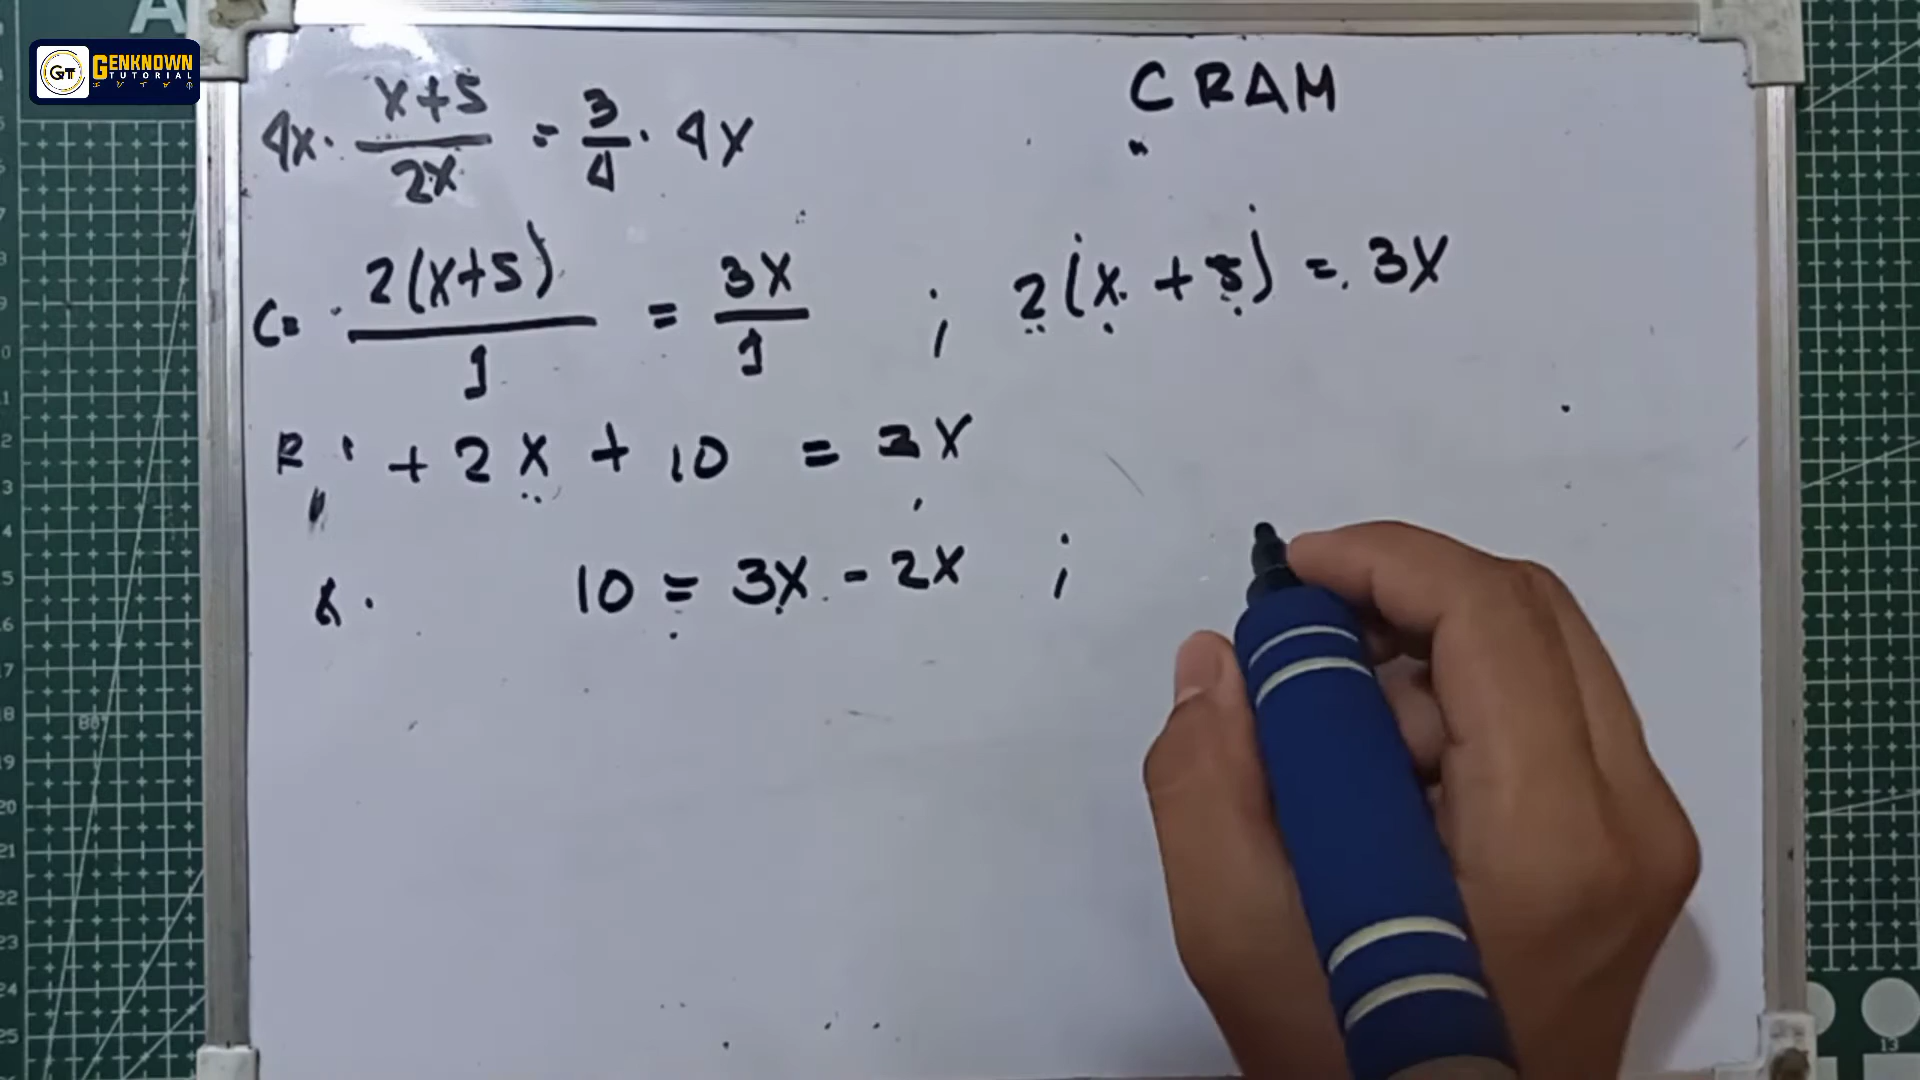 A
GT GENKNOWN
TUTORIAL
CRAM
4x · x+5/2x = 3/4 · 4x
C= 2(x+5)/1 = 3x/1 ; 2(x+5) = 3x
R + 2x + 10 = 3x
10 = 3x - 2x ;